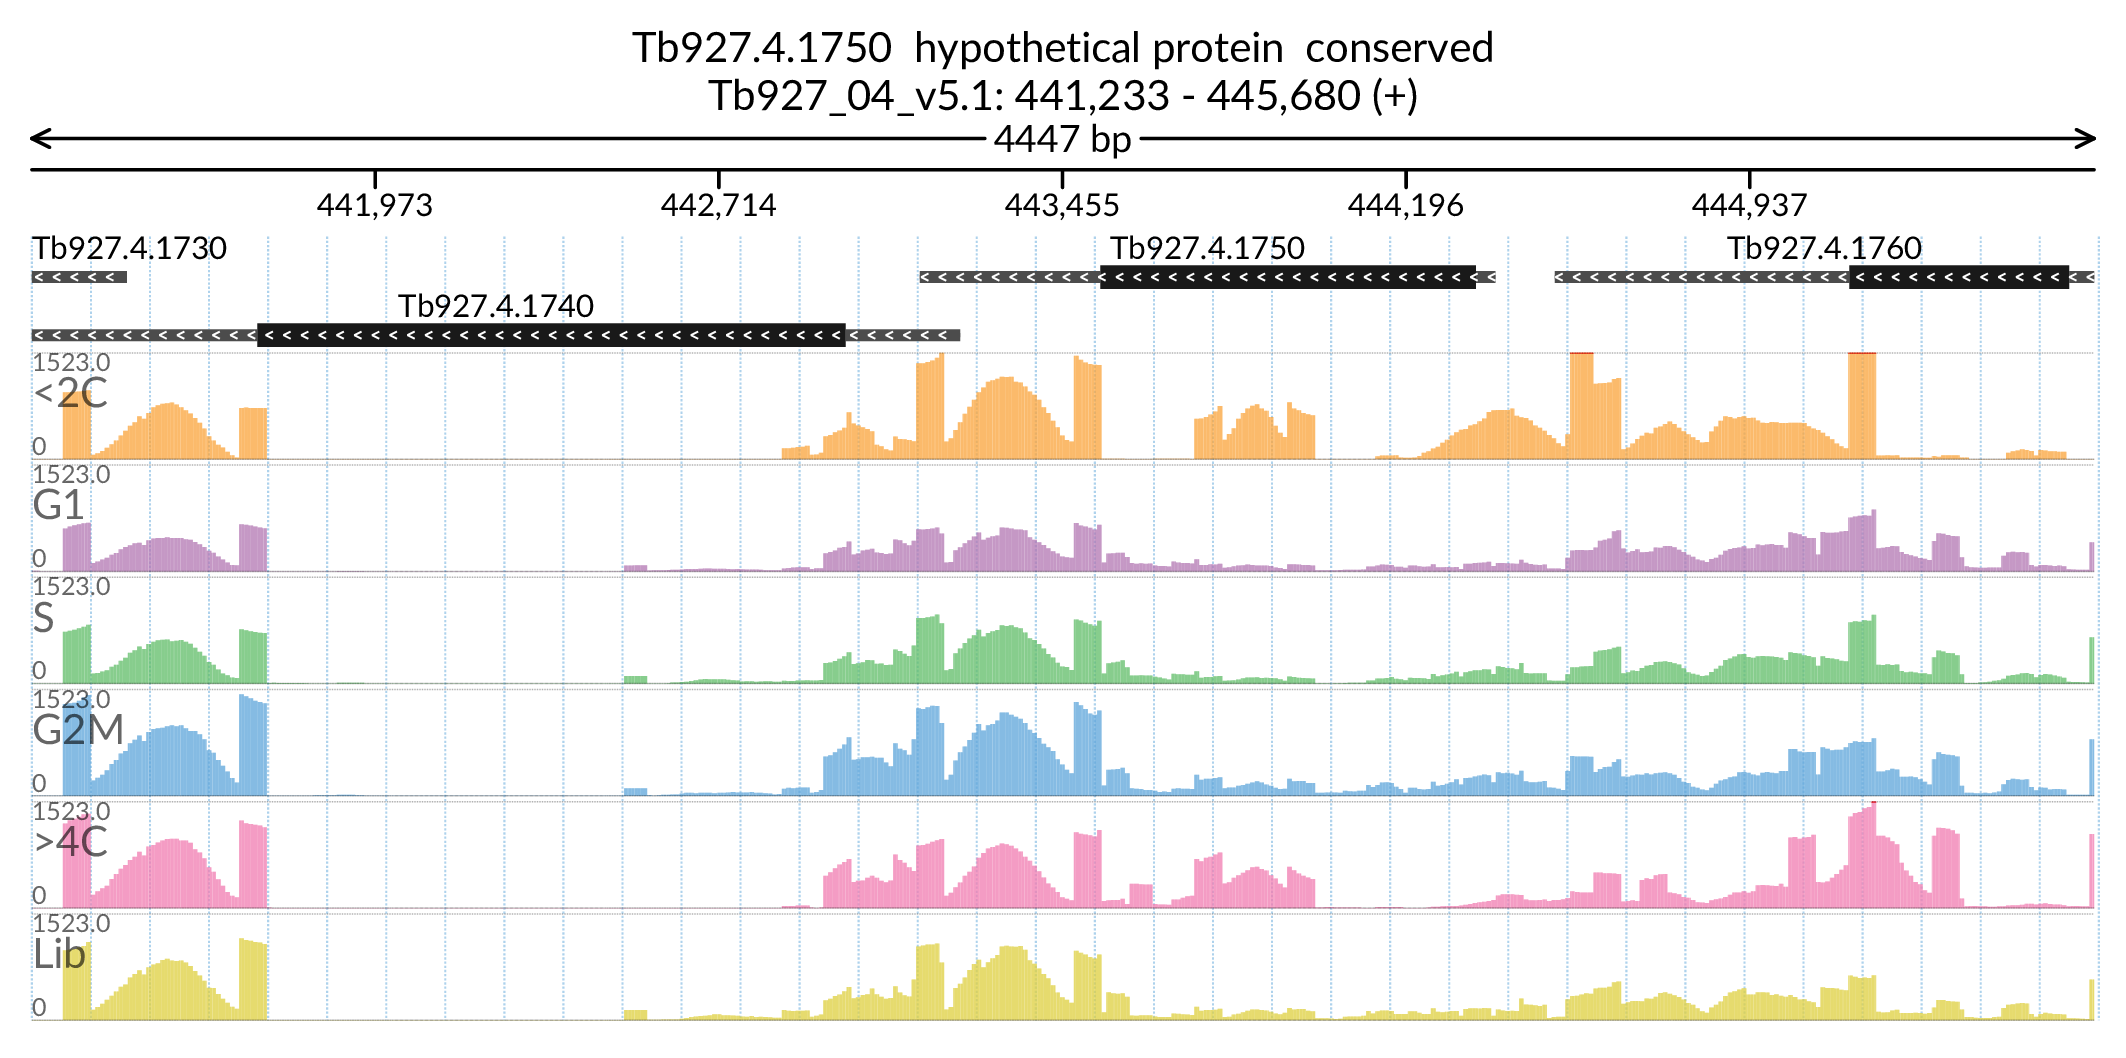 Tb927.4.1750  hypothetical protein  conserved
Tb927_04_v5.1: 441,233 - 445,680 (+)
4447 bp
441,973 442,714 443,455 444,196 444,937
Tb927.4.1730 Tb927.4.1750 Tb927.4.1760
Tb927.4.1740
1523.0
<2C
0
1523.0
G1
0
1523.0
S
0
1523.0
G2M
0
1523.0
>4C
0
1523.0
Lib
0